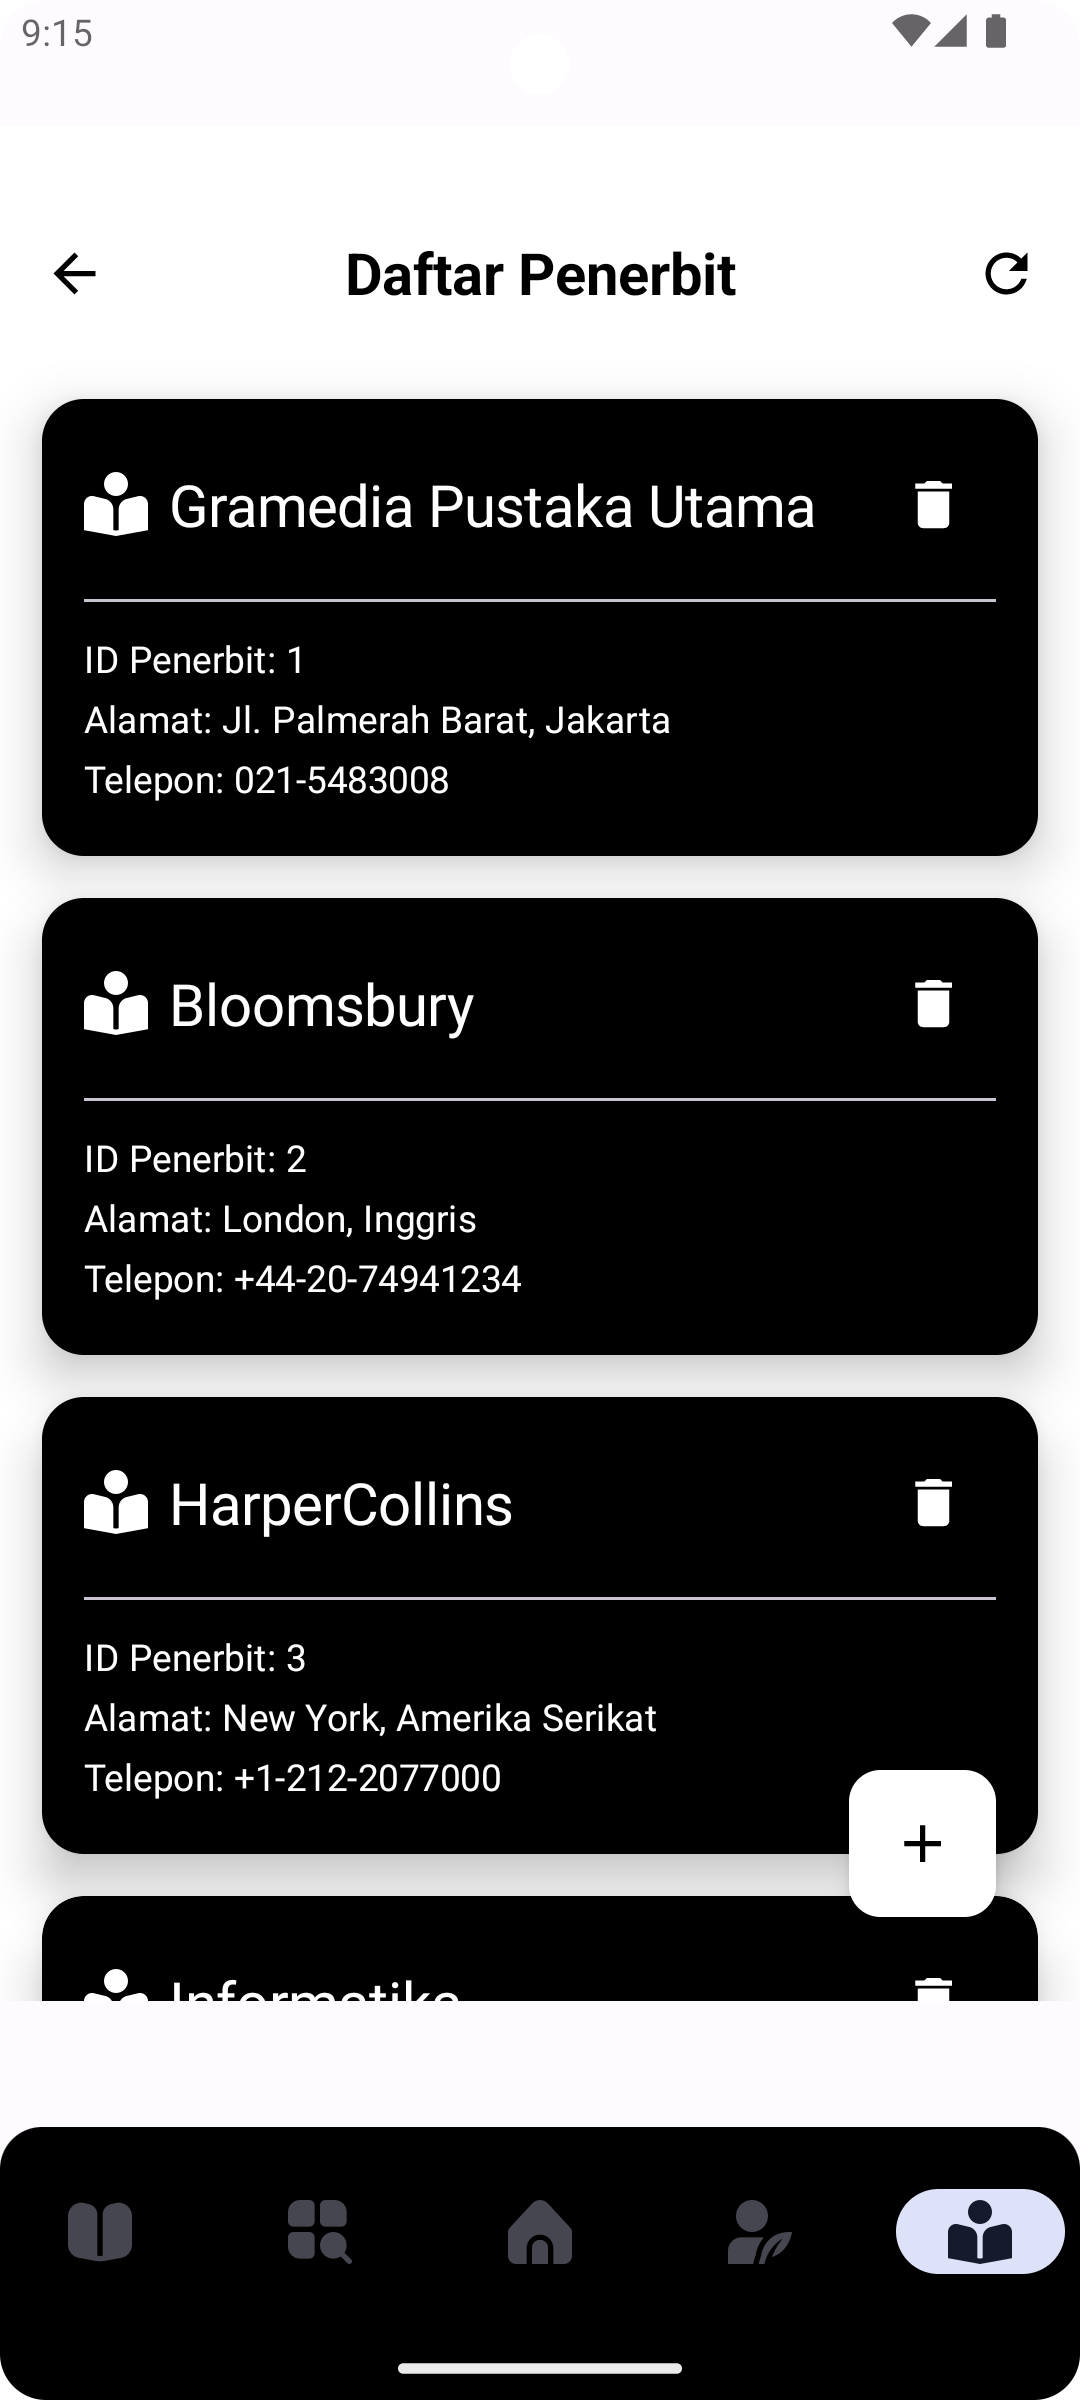 9:15
Daftar Penerbit
Gramedia Pustaka Utama
ID Penerbit: 1
Alamat: Jl. Palmerah Barat, Jakarta
Telepon: 021-5483008
Bloomsbury
ID Penerbit: 2
Alamat: London, Inggris
Telepon: +44-20-74941234
HarperCollins
ID Penerbit: 3
Alamat: New York, Amerika Serikat
Telepon: +1-212-2077000
Informatika